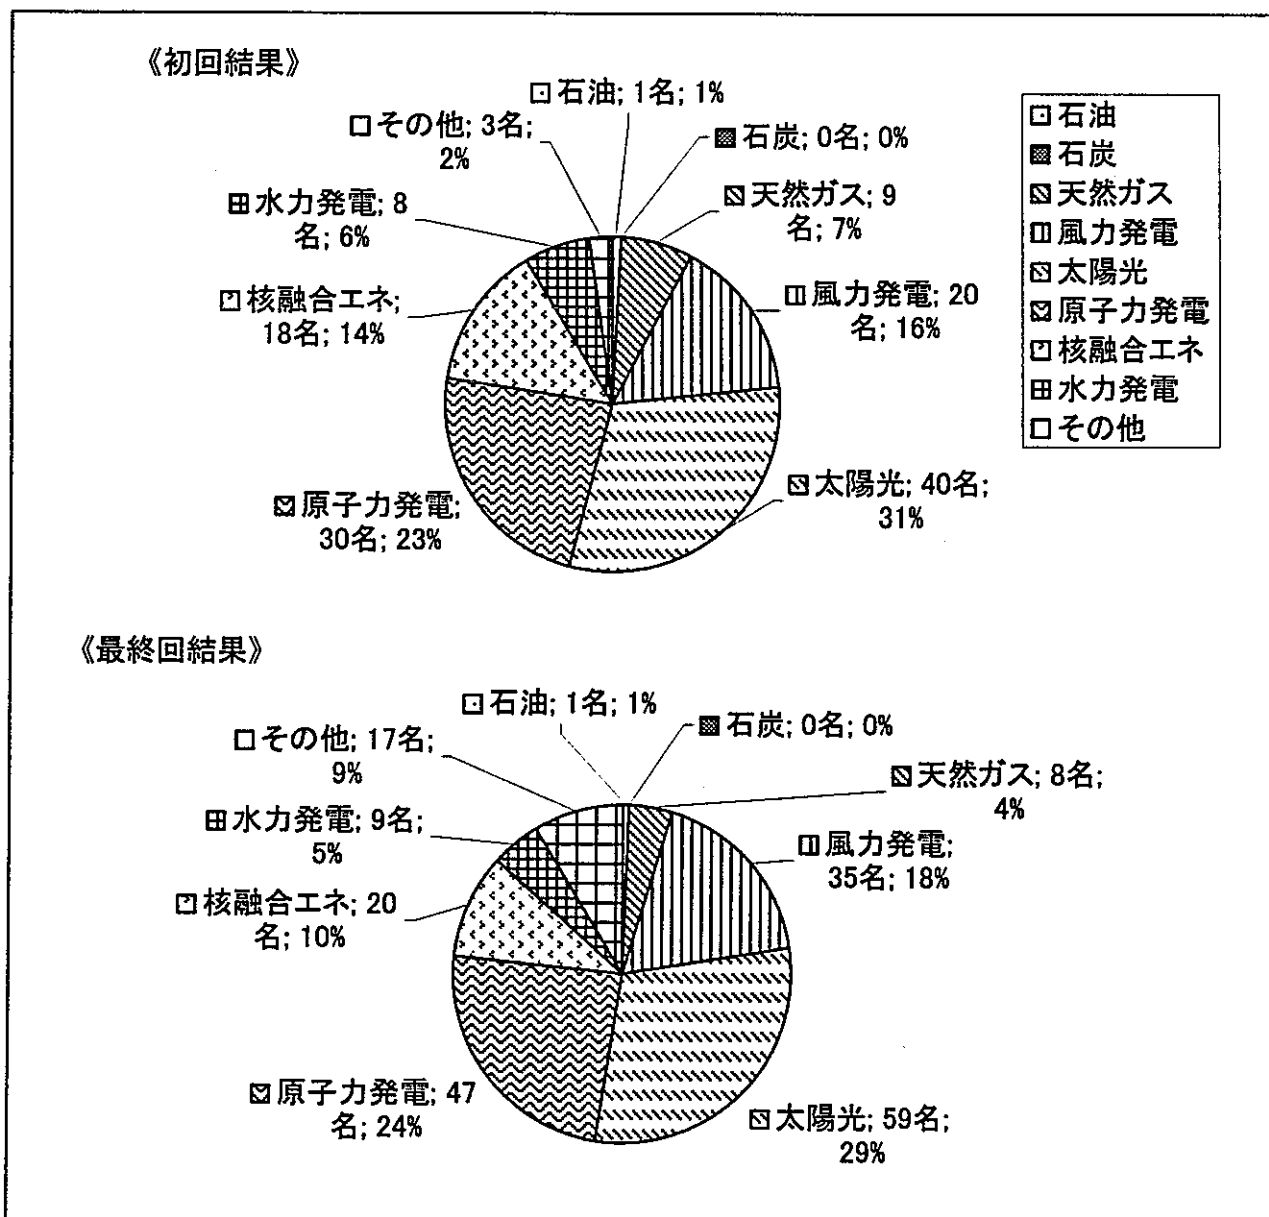 《初回結果》
石油; 1名; 1%
その他; 3名;
2%
石炭; 0名; 0%
水力発電; 8
名; 6%
天然ガス; 9
名; 7%
核融合エネ;
18名; 14%
風力発電; 20
名; 16%
原子力発電;
30名; 23%
太陽光; 40名;
31%
石油
石炭
天然ガス
風力発電
太陽光
原子力発電
核融合エネ
水力発電
その他
《最終回結果》
石油; 1名; 1%
石炭; 0名; 0%
その他; 17名;
9%
天然ガス; 8名;
4%
水力発電; 9名;
5%
風力発電;
35名; 18%
核融合エネ; 20
名; 10%
原子力発電; 47
名; 24%
太陽光; 59名;
29%